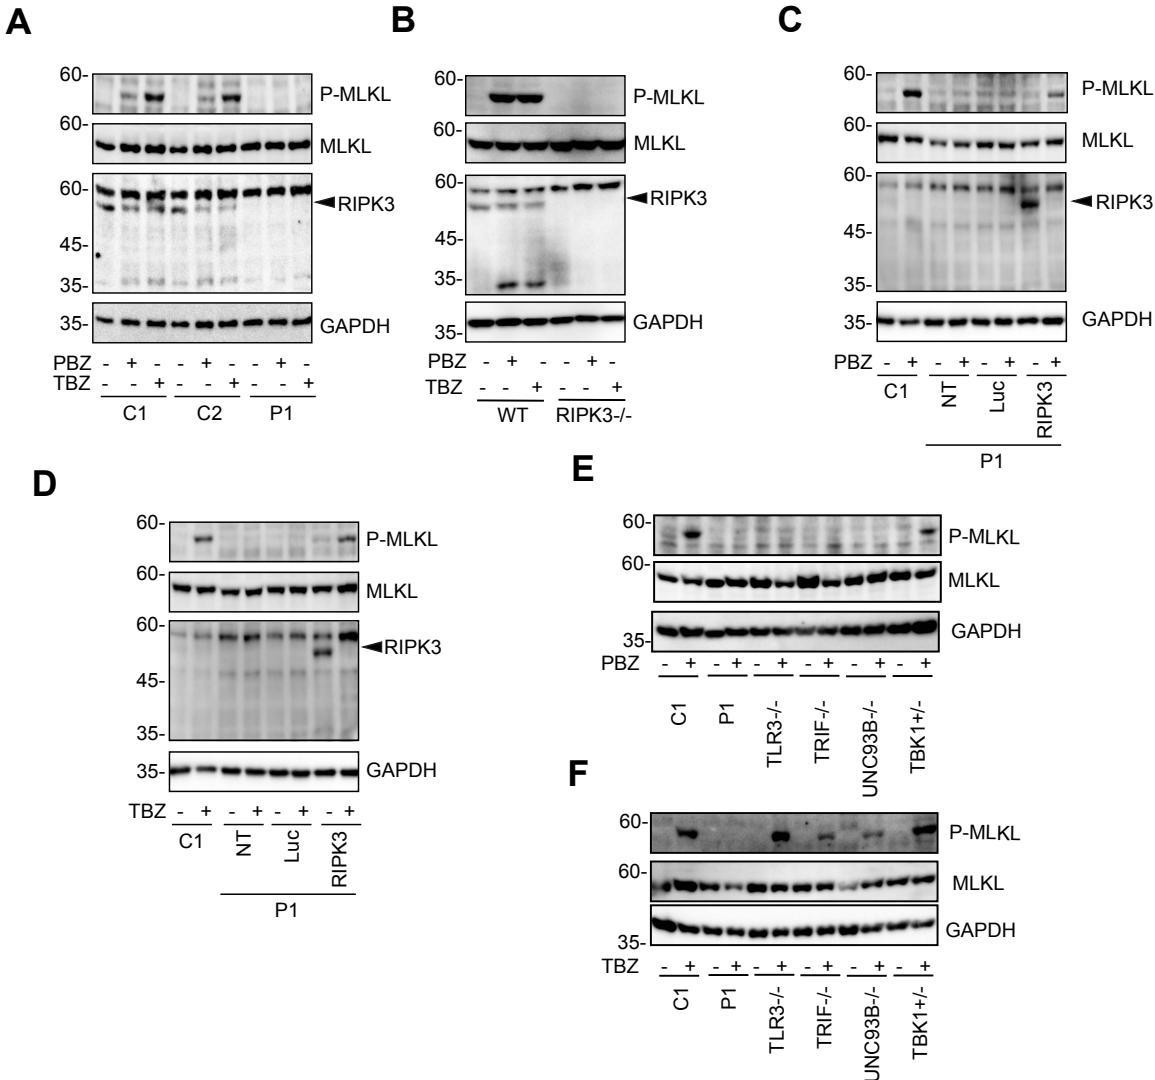 A
60-
P-MLKL
60-
MLKL
60-
RIPK3
45-
35-
35-
GAPDH
PBZ - + - - + - - + -
TBZ - - + - - + - - +
C1 C2 P1
B
60-
P-MLKL
60-
MLKL
60-
RIPK3
45-
35-
35-
GAPDH
PBZ - + - - + -
TBZ - - + - - +
WT RIPK3-/-
C
60-
P-MLKL
60-
MLKL
60-
RIPK3
45-
35-
35-
GAPDH
PBZ - + - + - + - +
C1 NT Luc RIPK3
P1
D
60-
P-MLKL
60-
MLKL
60-
RIPK3
45-
35-
35-
GAPDH
TBZ - + - + - + - +
C1 NT Luc RIPK3
P1
E
60-
P-MLKL
60-
MLKL
35-
GAPDH
PBZ - + - + - + - + - + - +
C1 P1 TLR3-/- TRIF-/- UNC93B-/- TBK1+/-
F
60-
P-MLKL
60-
MLKL
35-
GAPDH
TBZ - + - + - + - + - + - +
C1 P1 TLR3-/- TRIF-/- UNC93B-/- TBK1+/-